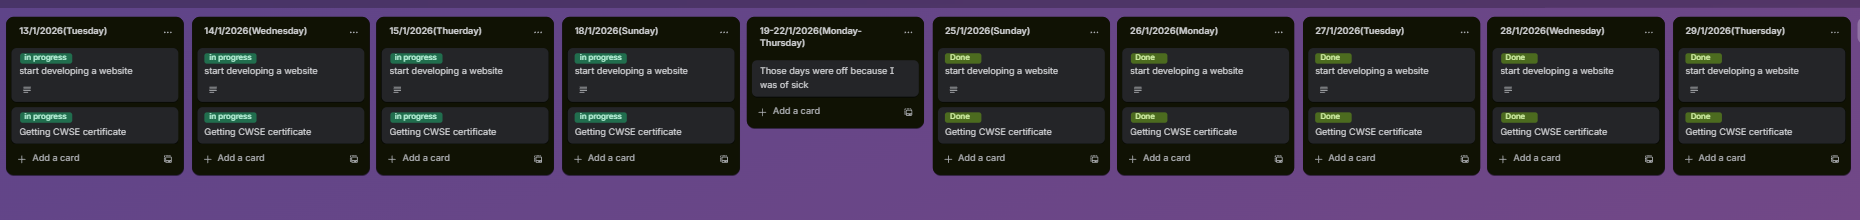 13/1/2026(Tuesday)
in progress
start developing a website
in progress
Getting CWSE certificate
Add a card
14/1/2026(Wednesday)
in progress
start developing a website
in progress
Getting CWSE certificate
Add a card
15/1/2026(Thuerday)
in progress
start developing a website
in progress
Getting CWSE certificate
Add a card
18/1/2026(Sunday)
in progress
start developing a website
in progress
Getting CWSE certificate
Add a card
19-22/1/2026(Monday-
Thursday)
Those days were off because I
was of sick
Add a card
25/1/2026(Sunday)
Done
start developing a website
Done
Getting CWSE certificate
Add a card
26/1/2026(Monday)
Done
start developing a website
Done
Getting CWSE certificate
Add a card
27/1/2026(Tuesday)
Done
start developing a website
Done
Getting CWSE certificate
Add a card
28/1/2026(Wednesday)
Done
start developing a website
Done
Getting CWSE certificate
Add a card
29/1/2026(Thuersday)
Done
start developing a website
Done
Getting CWSE certificate
Add a card